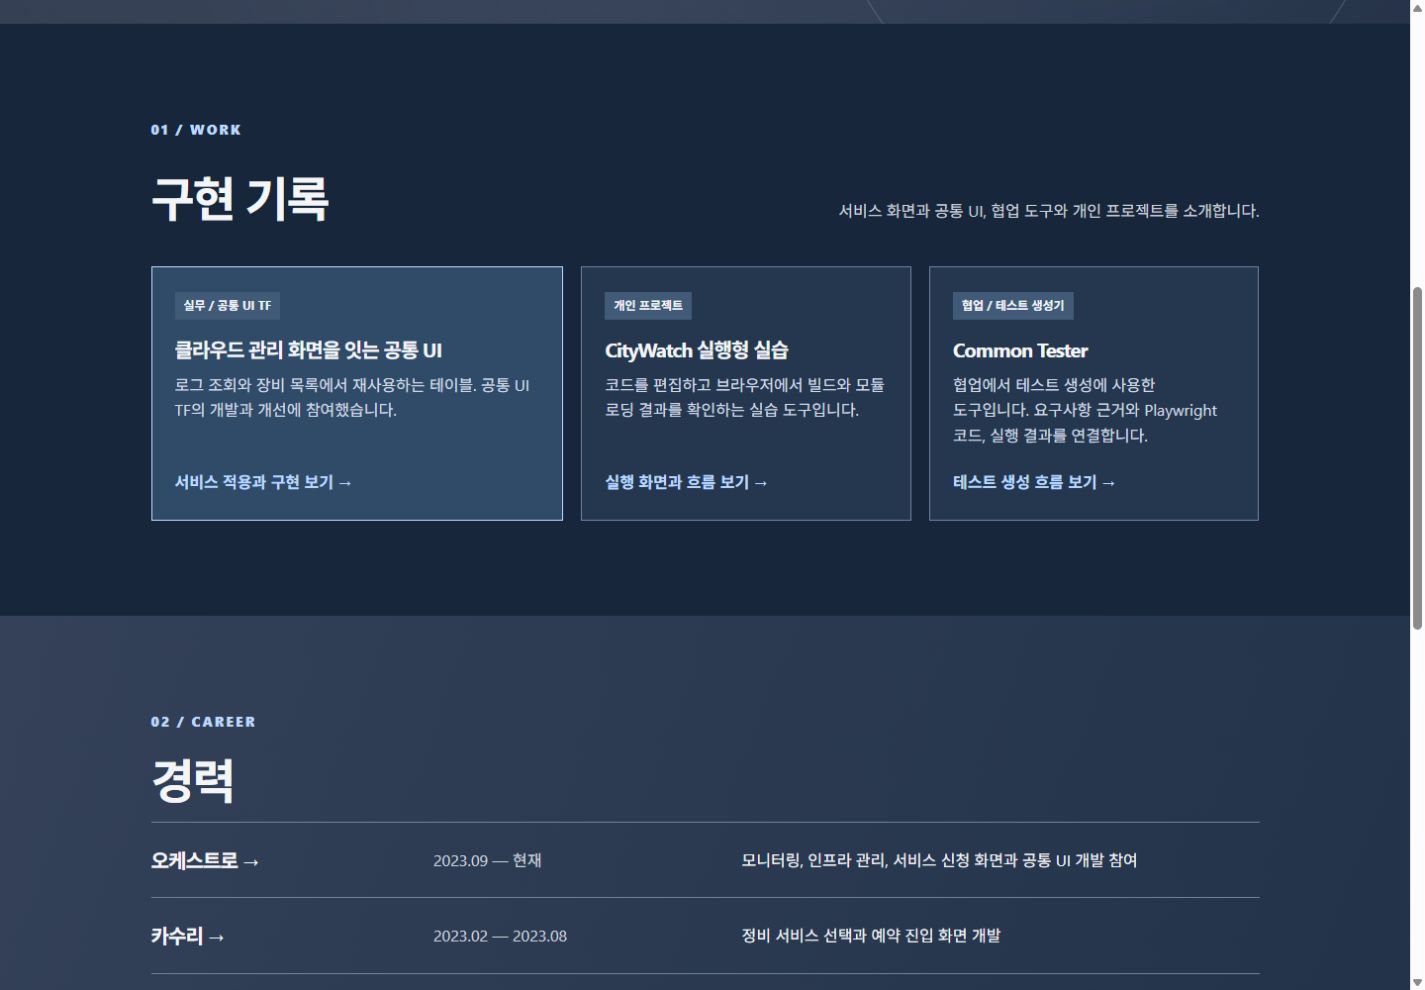 01 / WORK
구현 기록
서비스 화면과 공통 UI, 협업 도구와 개인 프로젝트를 소개합니다.
실무 / 공통 UI TF
클라우드 관리 화면을 잇는 공통 UI
로그 조회와 장비 목록에서 재사용하는 테이블. 공통 UI
TF의 개발과 개선에 참여했습니다.
서비스 적용과 구현 보기 →
개인 프로젝트
CityWatch 실행형 실습
코드를 편집하고 브라우저에서 빌드와 모듈
로딩 결과를 확인하는 실습 도구입니다.
실행 화면과 흐름 보기 →
협업 / 테스트 생성기
Common Tester
협업에서 테스트 생성에 사용한
도구입니다. 요구사항 근거와 Playwright
코드, 실행 결과를 연결합니다.
테스트 생성 흐름 보기 →
02 / CAREER
경력
오케스트로 → 2023.09 — 현재 모니터링, 인프라 관리, 서비스 신청 화면과 공통 UI 개발 참여
카수리 → 2023.02 — 2023.08 정비 서비스 선택과 예약 진입 화면 개발